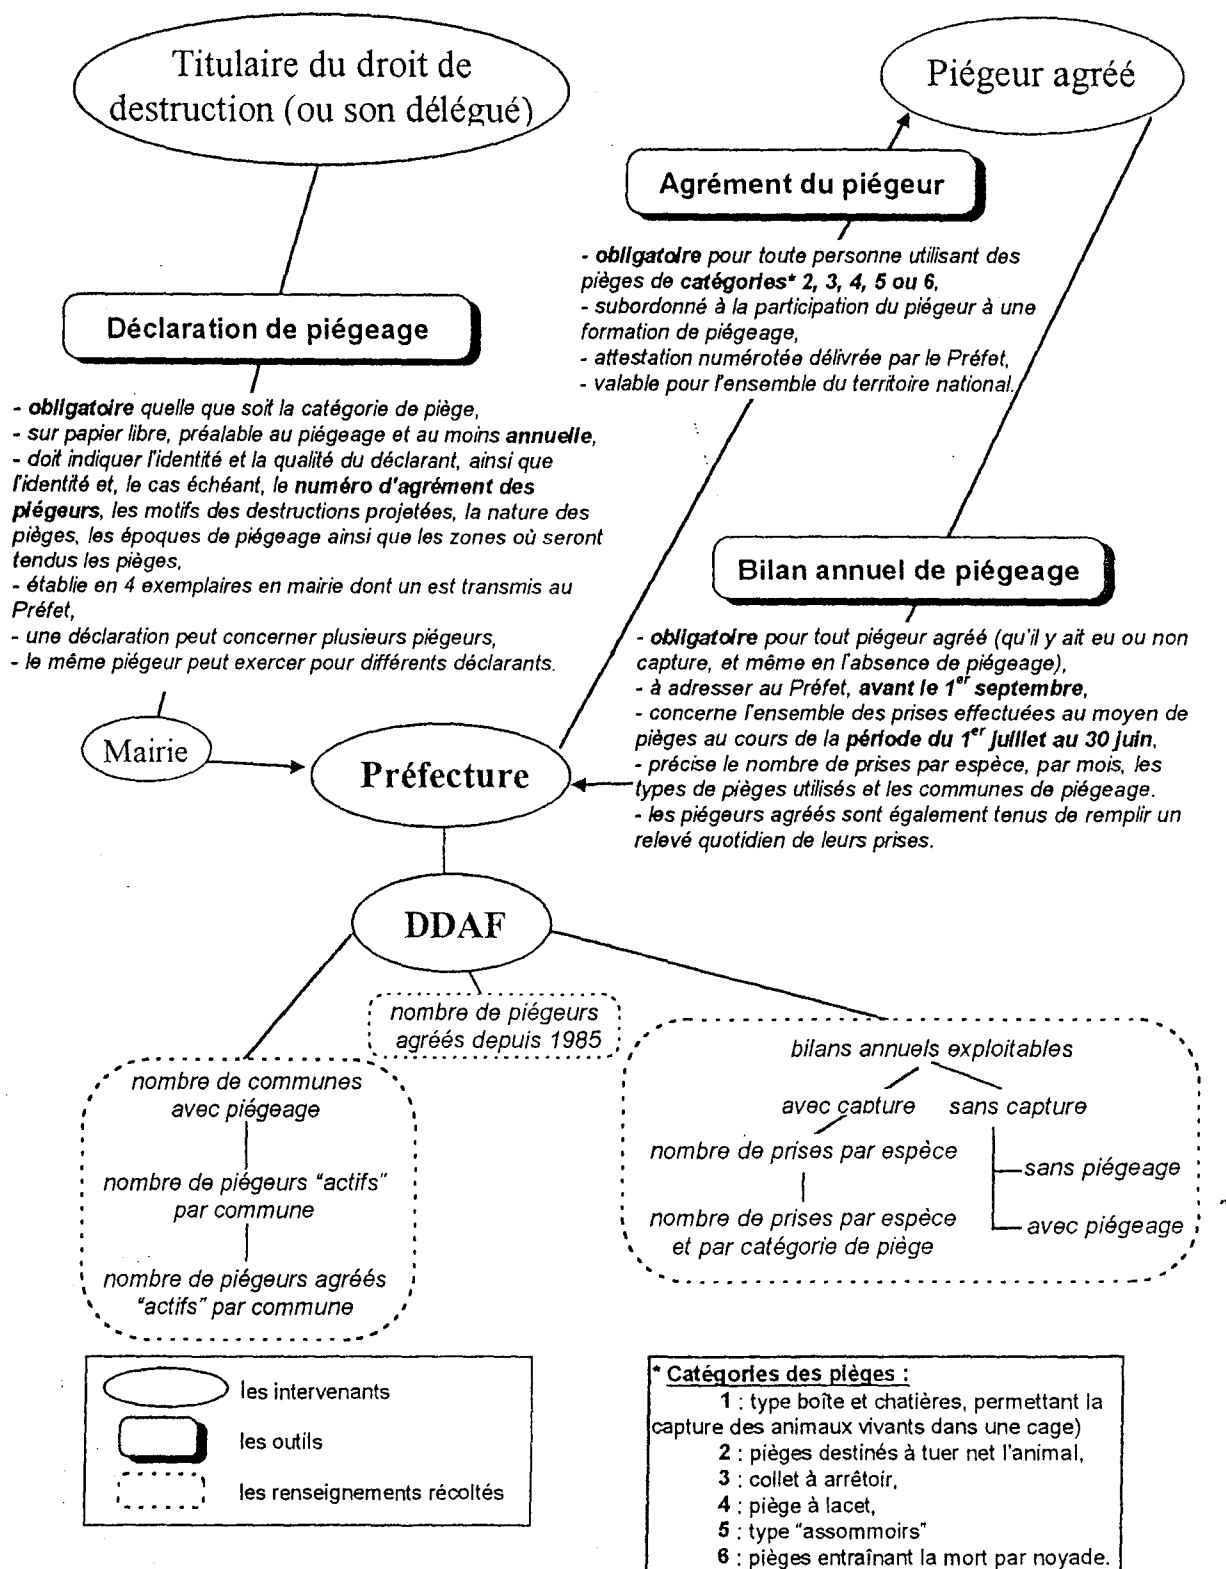 Titulaire du droit de
destruction (ou son délégué)
Piégeur agréé
Agrément du piégeur
- obligatoire pour toute personne utilisant des
pièges de catégories* 2, 3, 4, 5 ou 6,
- subordonné à la participation du piégeur à une
formation de piégeage,
- attestation numérotée délivrée par le Préfet,
- valable pour l'ensemble du territoire national.
Déclaration de piégeage
- obligatoire quelle que soit la catégorie de piège,
- sur papier libre, préalable au piégeage et au moins annuelle,
- doit indiquer l'identité et la qualité du déclarant, ainsi que
l'identité et, le cas échéant, le numéro d'agrément des
piégeurs, les motifs des destructions projetées, la nature des
pièges, les époques de piégeage ainsi que les zones où seront
tendus les pièges,
- établie en 4 exemplaires en mairie dont un est transmis au
Préfet,
- une déclaration peut concerner plusieurs piégeurs,
- le même piégeur peut exercer pour différents déclarants.
Bilan annuel de piégeage
- obligatoire pour tout piégeur agréé (qu'il y ait eu ou non
capture, et même en l'absence de piégeage),
- à adresser au Préfet, avant le 1er septembre,
- concerne l'ensemble des prises effectuées au moyen de
pièges au cours de la période du 1er juillet au 30 juin,
- précise le nombre de prises par espèce, par mois, les
types de pièges utilisés et les communes de piégeage.
- les piégeurs agréés sont également tenus de remplir un
relevé quotidien de leurs prises.
Mairie
Préfecture
DDAF
nombre de piégeurs
agréés depuis 1985
nombre de communes
avec piégeage
nombre de piégeurs "actifs"
par commune
nombre de piégeurs agréés
"actifs" par commune
bilans annuels exploitables
avec capture sans capture
nombre de prises par espèce
sans piégeage
nombre de prises par espèce
et par catégorie de piège
avec piégeage
les intervenants
les outils
les renseignements récoltés
* Catégories des pièges :
1 : type boîte et chatières, permettant la
capture des animaux vivants dans une cage)
2 : pièges destinés à tuer net l'animal,
3 : collet à arrêtoir,
4 : piège à lacet,
5 : type "assommoirs"
6 : pièges entraînant la mort par noyade.